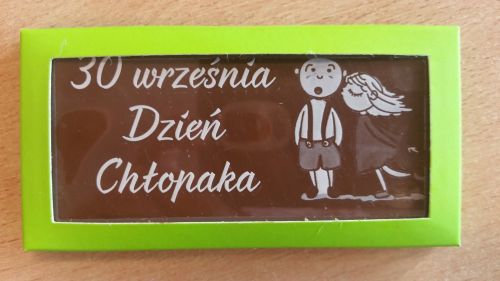 30 września
Dzień
Chłopaka